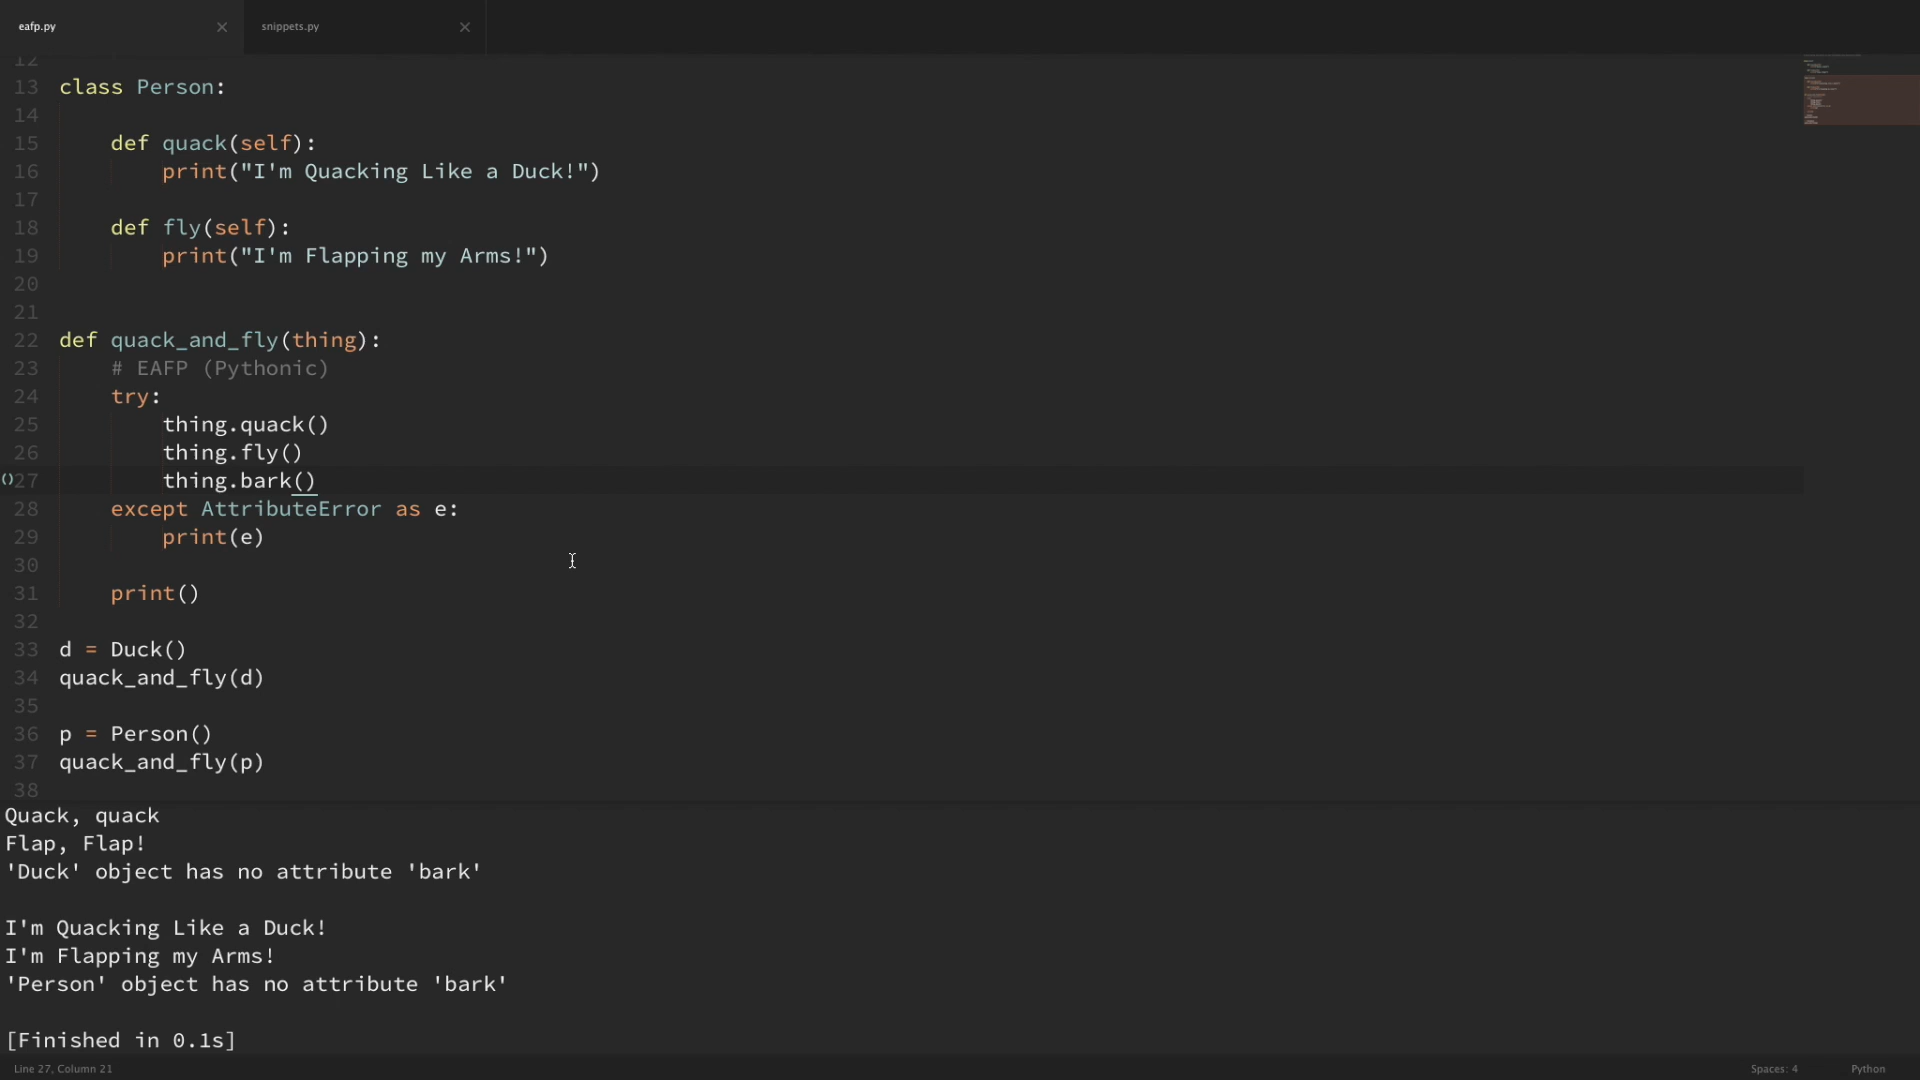 eafp.py
snippets.py
12
13 class Person:
14
15     def quack(self):
16         print("I'm Quacking Like a Duck!")
17
18     def fly(self):
19         print("I'm Flapping my Arms!")
20
21
22 def quack_and_fly(thing):
23     # EAFP (Pythonic)
24     try:
25         thing.quack()
26         thing.fly()
()27         thing.bark()
28     except AttributeError as e:
29         print(e)
30
31     print()
32
33 d = Duck()
34 quack_and_fly(d)
35
36 p = Person()
37 quack_and_fly(p)
38
Quack, quack
Flap, Flap!
'Duck' object has no attribute 'bark'
I'm Quacking Like a Duck!
I'm Flapping my Arms!
'Person' object has no attribute 'bark'
[Finished in 0.1s]
Line 27, Column 21
Spaces: 4
Python